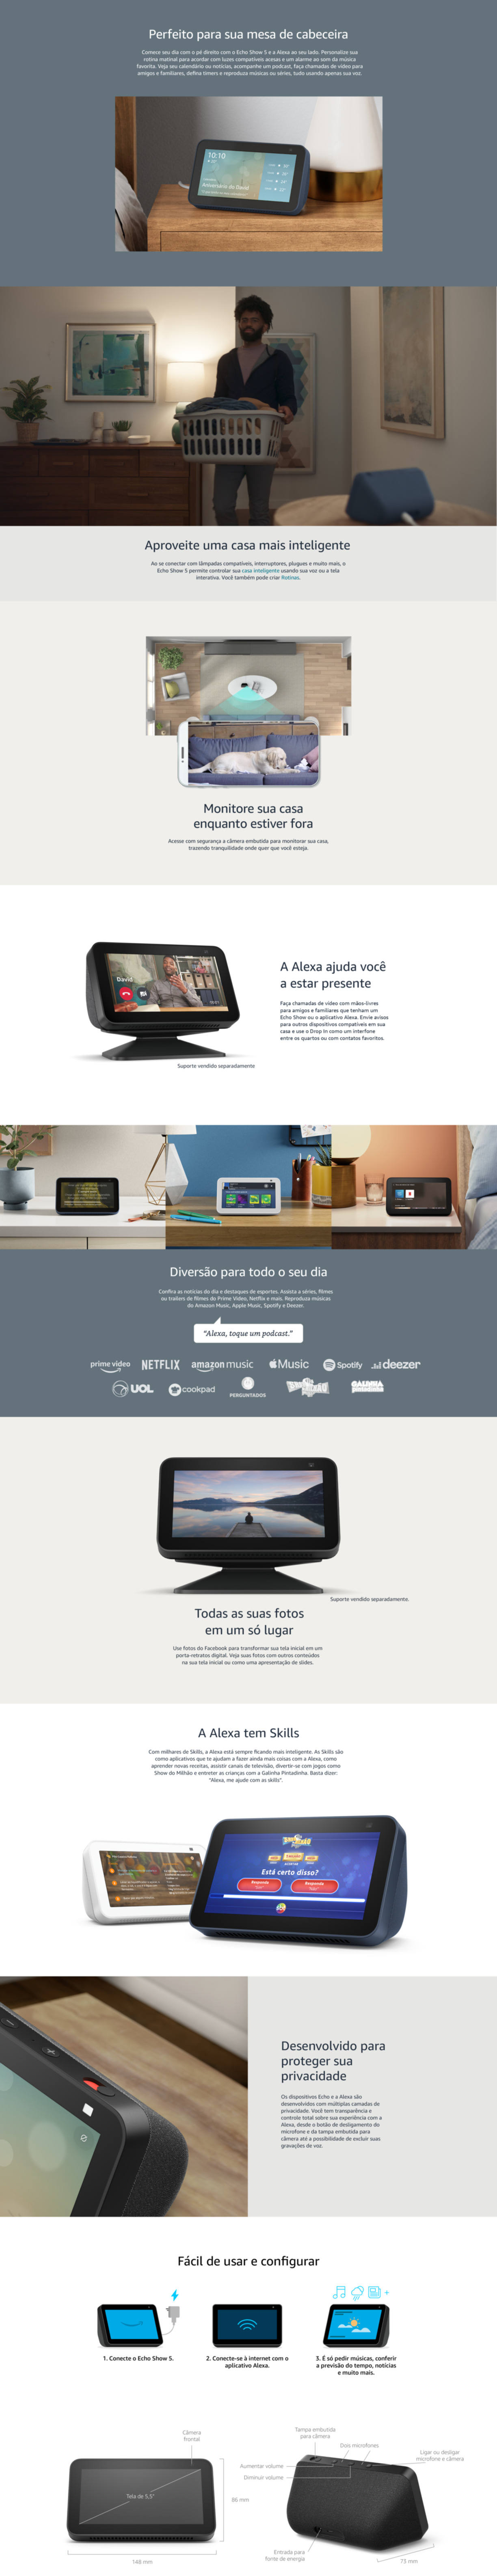 Perfeito para sua mesa de cabeceira
Comece seu dia com o pé direito com o Echo Show 5 e a Alexa ao seu lado. Personalize sua
rotina matinal para acordar com luzes compatíveis acesas e um alarme ao som da música
favorita. Veja seu calendário ou notícias, acompanhe um podcast, faça chamadas de vídeo para
amigos e familiares, defina timers e reproduza músicas ou séries, tudo usando apenas sua voz.
10:10
Aniversário do David
Aproveite uma casa mais inteligente
Ao se conectar com lâmpadas compatíveis, interruptores, plugues e muito mais, o
Echo Show 5 permite controlar sua casa inteligente usando sua voz ou a tela
interativa. Você também pode criar Rotinas.
Monitore sua casa
enquanto estiver fora
Acesse com segurança a câmera embutida para monitorar sua casa,
trazendo tranquilidade onde quer que você esteja.
David
A Alexa ajuda você
a estar presente
Faça chamadas de vídeo com mãos-livres
para amigos e familiares que tenham um
Echo Show ou o aplicativo Alexa. Envie avisos
para outros dispositivos compatíveis em sua
casa e use o Drop In como um interfone
entre os quartos ou com contatos favoritos.
Suporte vendido separadamente
Diversão para todo o seu dia
Confira as notícias do dia e destaques de esportes. Assista a séries, filmes
ou trailers de filmes do Prime Video, Netflix e mais. Reproduza músicas
do Amazon Music, Apple Music, Spotify e Deezer.
"Alexa, toque um podcast."
prime video NETFLIX amazon music Music Spotify deezer
UOL cookpad PERGUNTADOS
Suporte vendido separadamente.
Todas as suas fotos
em um só lugar
Use fotos do Facebook para transformar sua tela inicial em um
porta-retratos digital. Veja suas fotos com outros conteúdos
na sua tela inicial ou como uma apresentação de slides.
A Alexa tem Skills
Com milhares de Skills, a Alexa está sempre ficando mais inteligente. As Skills são
como aplicativos que te ajudam a fazer ainda mais coisas com a Alexa, como
aprender novas receitas, assistir canais de televisão, divertir-se com jogos como
Show do Milhão e entreter as crianças com a Galinha Pintadinha. Basta dizer:
"Alexa, me ajude com as skills".
Está certo disso?
Desenvolvido para
proteger sua
privacidade
Os dispositivos Echo e a Alexa são
desenvolvidos com múltiplas camadas de
privacidade. Você tem transparência e
controle total sobre sua experiência com a
Alexa, desde o botão de desligamento do
microfone e da tampa embutida para
câmera até a possibilidade de excluir suas
gravações de voz.
Fácil de usar e configurar
1. Conecte o Echo Show 5.
2. Conecte-se à internet com o
aplicativo Alexa.
3. É só pedir músicas, conferir
a previsão do tempo, notícias
e muito mais.
Câmera
frontal
Tela de 5,5"
86 mm
148 mm
Tampa embutida
para câmera
Dois microfones
Ligar ou desligar
microfone e câmera
Aumentar volume
Diminuir volume
Entrada para
fonte de energia
73 mm